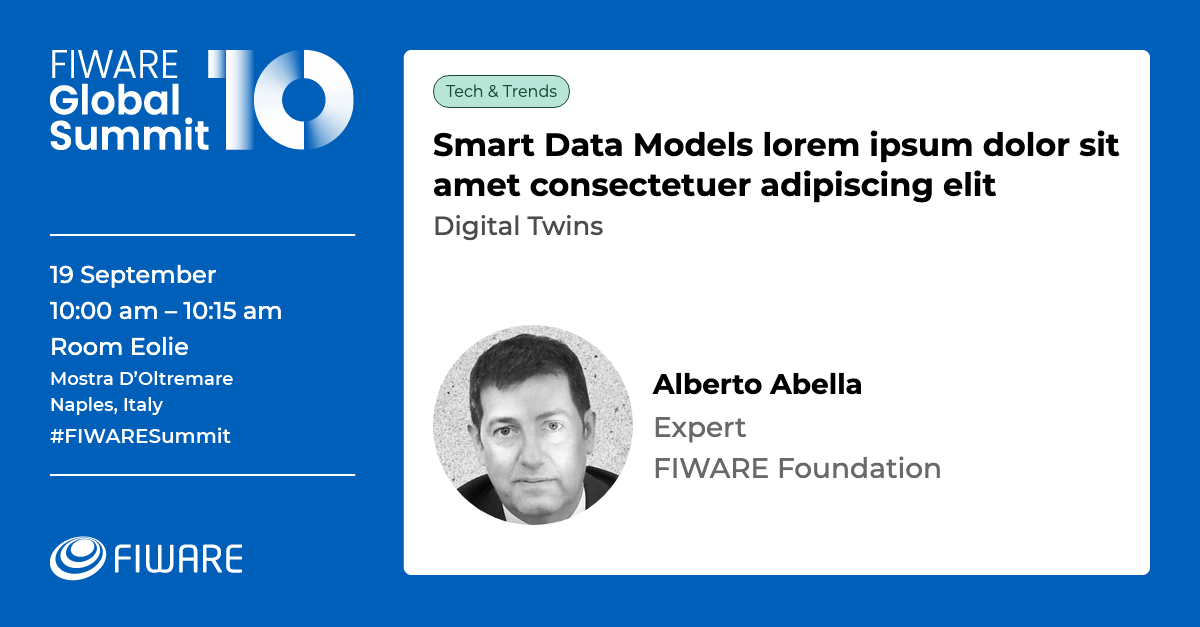 FIWARE
Global
Summit
10
19 September
10:00 am – 10:15 am
Room Eolie
Mostra D’Oltremare
Naples, Italy
#FIWARESummit
FIWARE
Tech & Trends
Smart Data Models lorem ipsum dolor sit
amet consectetuer adipiscing elit
Digital Twins
Alberto Abella
Expert
FIWARE Foundation